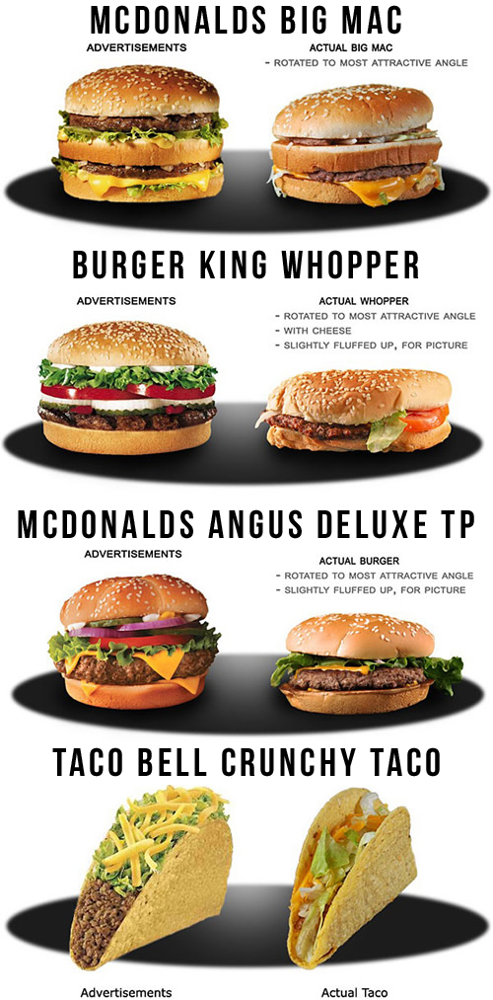 MCDONALDS BIG MAC
ADVERTISEMENTS
ACTUAL BIG MAC
- ROTATED TO MOST ATTRACTIVE ANGLE
BURGER KING WHOPPER
ADVERTISEMENTS
ACTUAL WHOPPER
- ROTATED TO MOST ATTRACTIVE ANGLE
- WITH CHEESE
- SLIGHTLY FLUFFED UP, FOR PICTURE
MCDONALDS ANGUS DELUXE TP
ADVERTISEMENTS
ACTUAL BURGER
- ROTATED TO MOST ATTRACTIVE ANGLE
- SLIGHTLY FLUFFED UP, FOR PICTURE
TACO BELL CRUNCHY TACO
Advertisements
Actual Taco